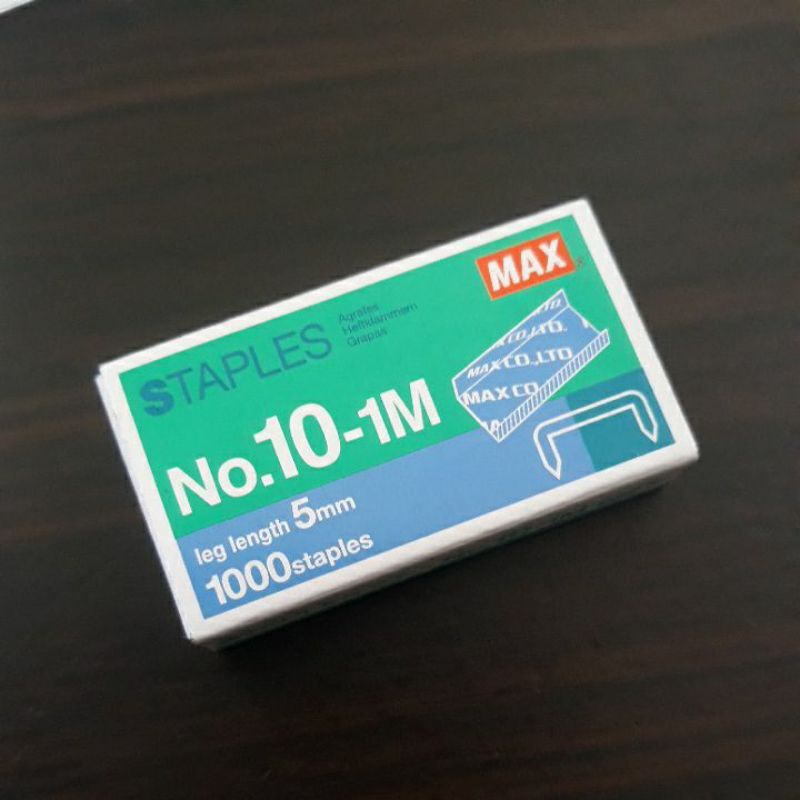 MAX
STAPLES
Agrafes
Heftklammern
Grapas
No.10-1M
MAX CO., LTD.
MAX CO., LTD
MAX CO
leg length 5mm
1000staples